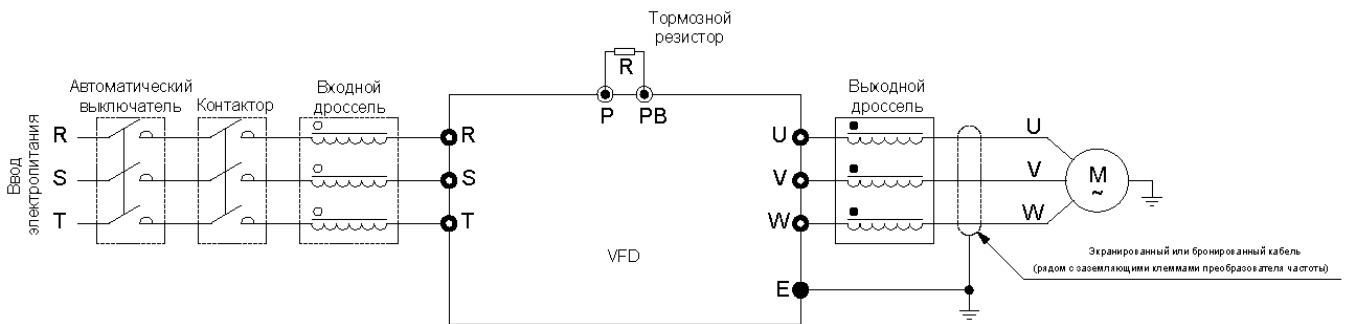 Тормозной
резистор
R
P
PB
Автоматический
выключатель
Контактор
Входной
дроссель
Выходной
дроссель
Ввод
электропитания
R
S
T
R
S
T
VFD
U
V
W
E
U
V
W
M
~
Экранированный или бронированный кабель
(рядом с заземляющими клеммами преобразователя частоты)